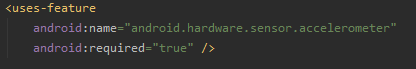 <uses-feature
android:name="android.hardware.sensor.accelerometer"
android:required="true" />